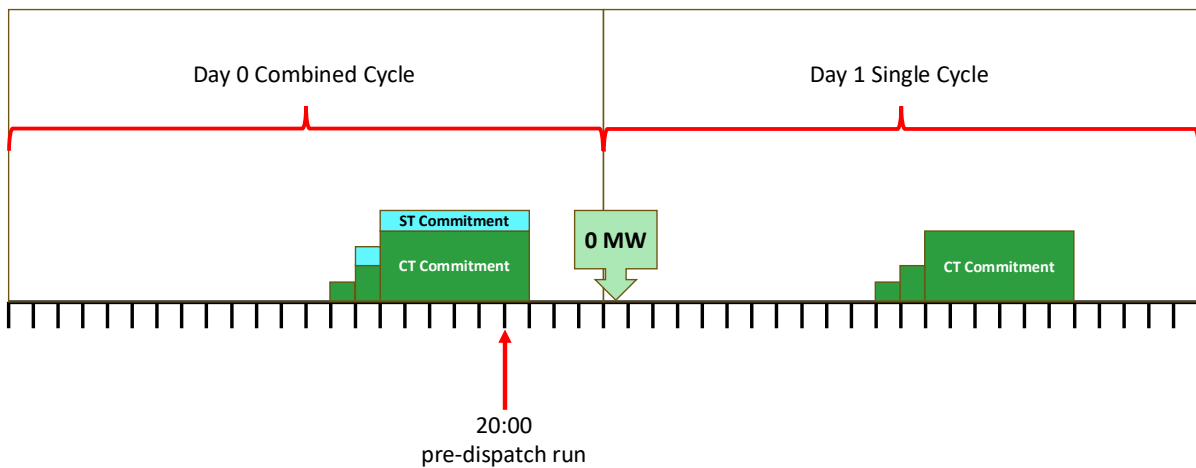 Day 0 Combined Cycle
Day 1 Single Cycle
ST Commitment
0 MW
CT Commitment
CT Commitment
20:00
pre-dispatch run